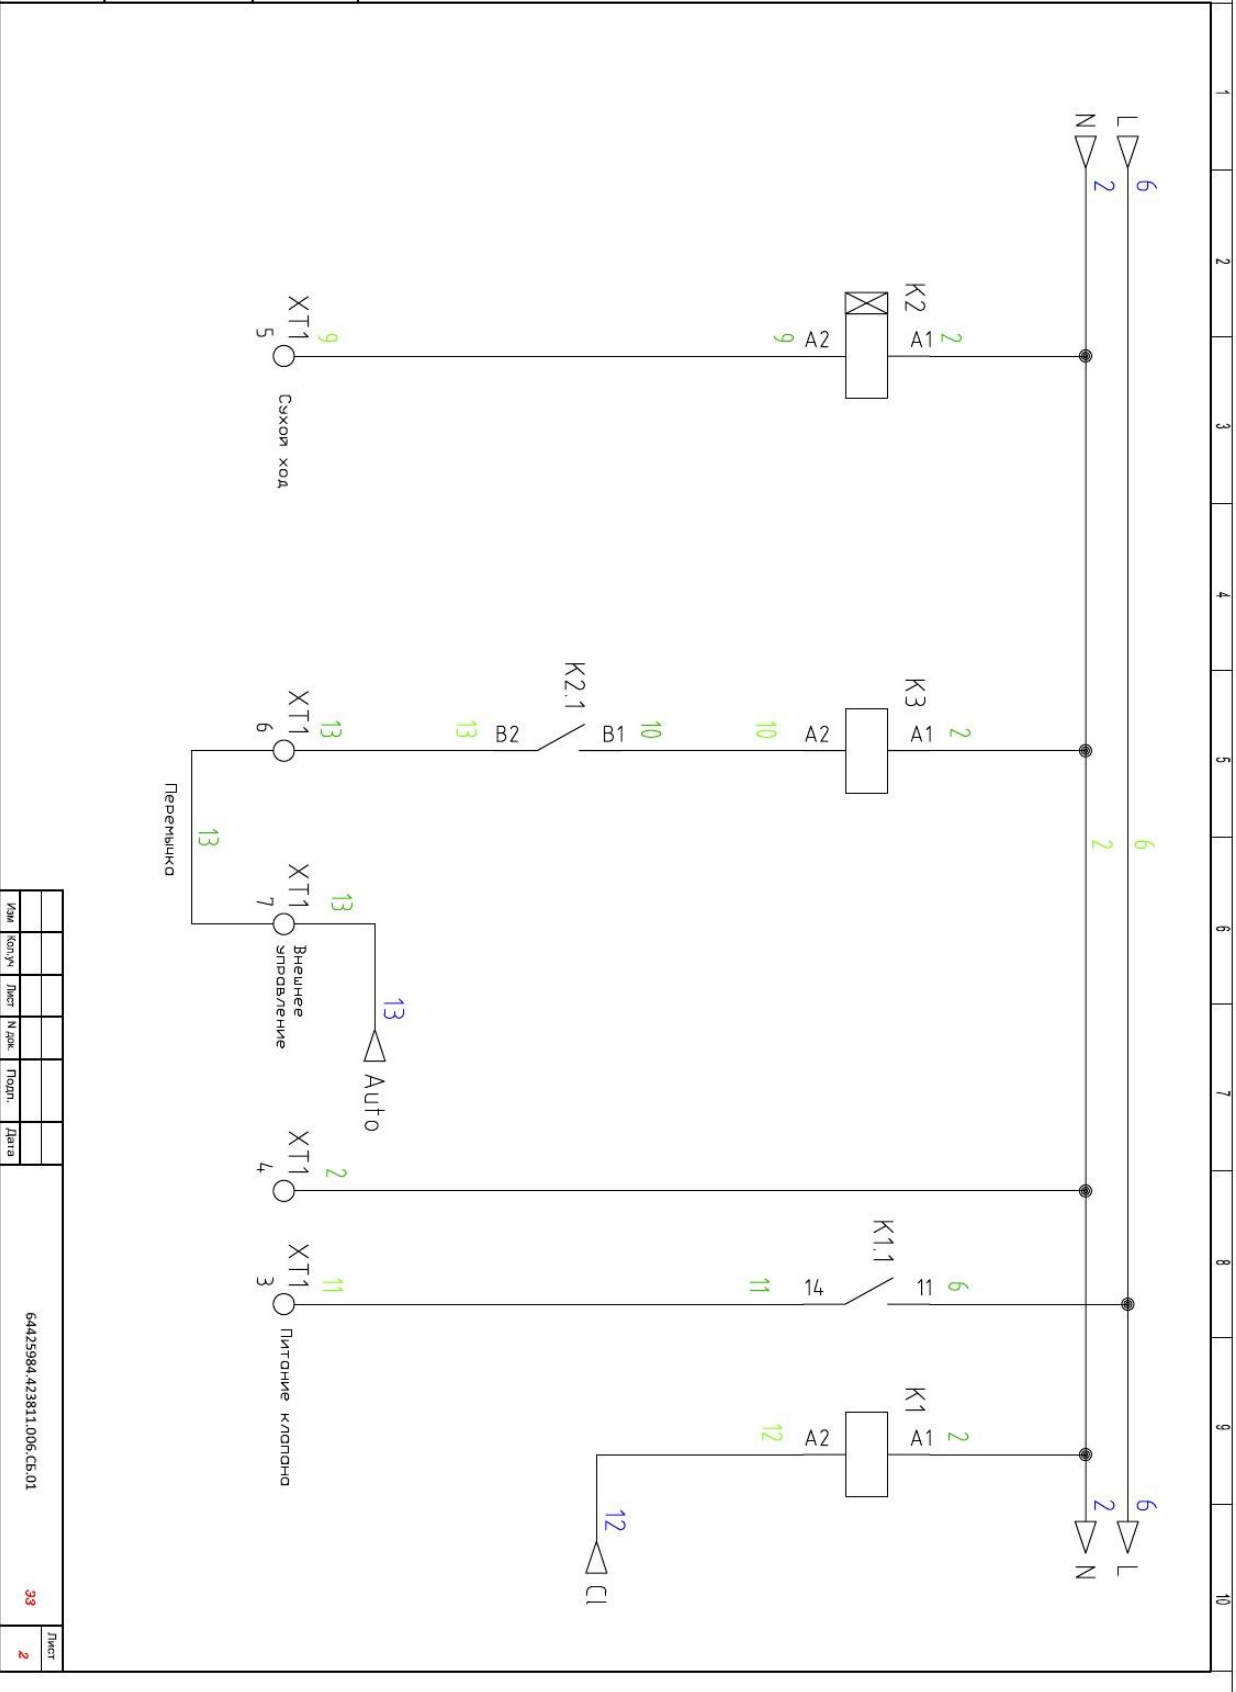 1 2 3 4 5 6 7 8 9 10
L 6 6 6 L
N 2 2 2 N
K2
A1 2
A2 9
9
XT1
5
Сухой ход
K3
A1 2
A2 10
K2.1
B1 10
B2 13
13
XT1
6
13
Перемычка
13
XT1
7
Внешнее
управление
13
Auto
2
XT1
4
K1.1
11 6
14 11
11
XT1
3
Питание клапана
K1
A1 2
A2 12
12
Cl
Изм Кол.уч Лист N док. Подп. Дата
64425984.423811.006.СБ.01
ЭЗ
Лист
2